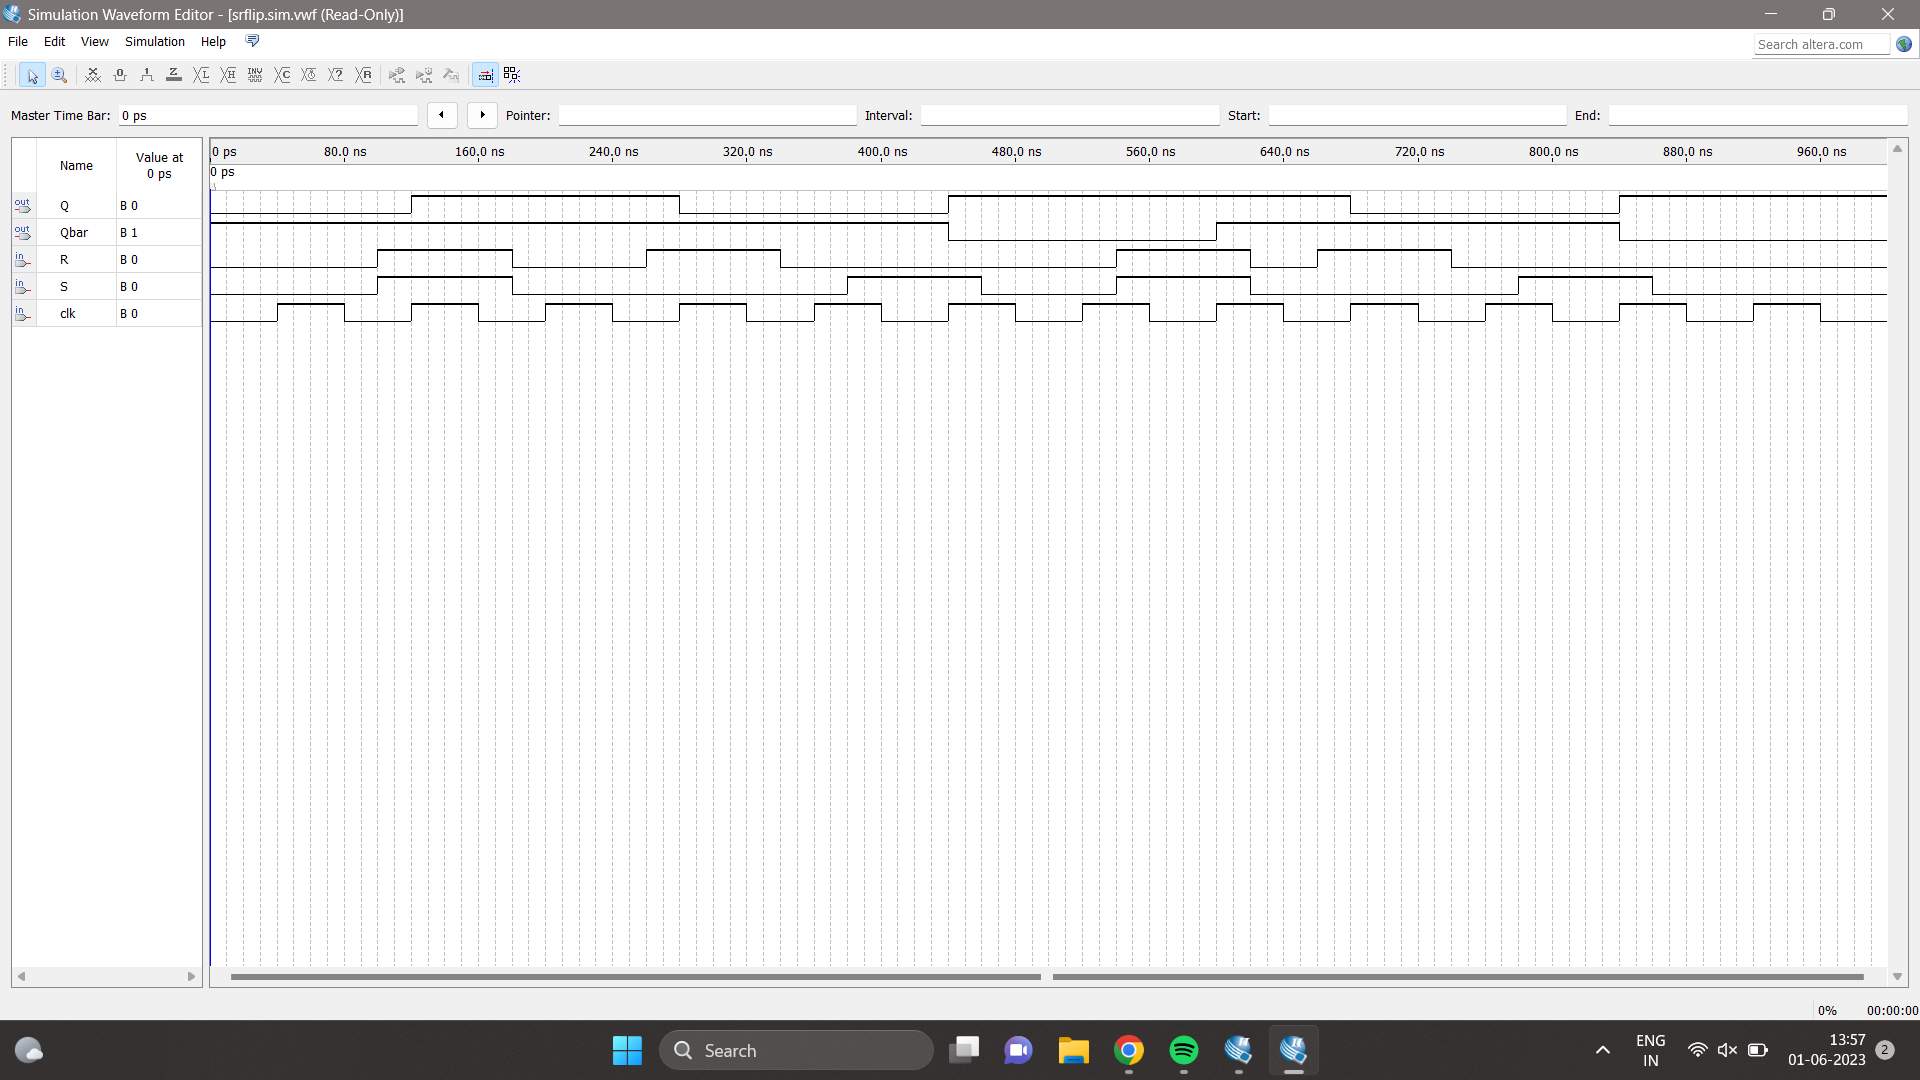 Simulation Waveform Editor - [srflip.sim.vwf (Read-Only)]
File Edit View Simulation Help
Search altera.com
Master Time Bar: 0 ps Pointer: Interval: Start: End:
Name Value at 0 ps
0 ps 80.0 ns 160.0 ns 240.0 ns 320.0 ns 400.0 ns 480.0 ns 560.0 ns 640.0 ns 720.0 ns 800.0 ns 880.0 ns 960.0 ns
0 ps
out Q B 0
out Qbar B 1
in R B 0
in S B 0
in clk B 0
0% 00:00:00
Search
ENG IN
13:57
01-06-2023
2